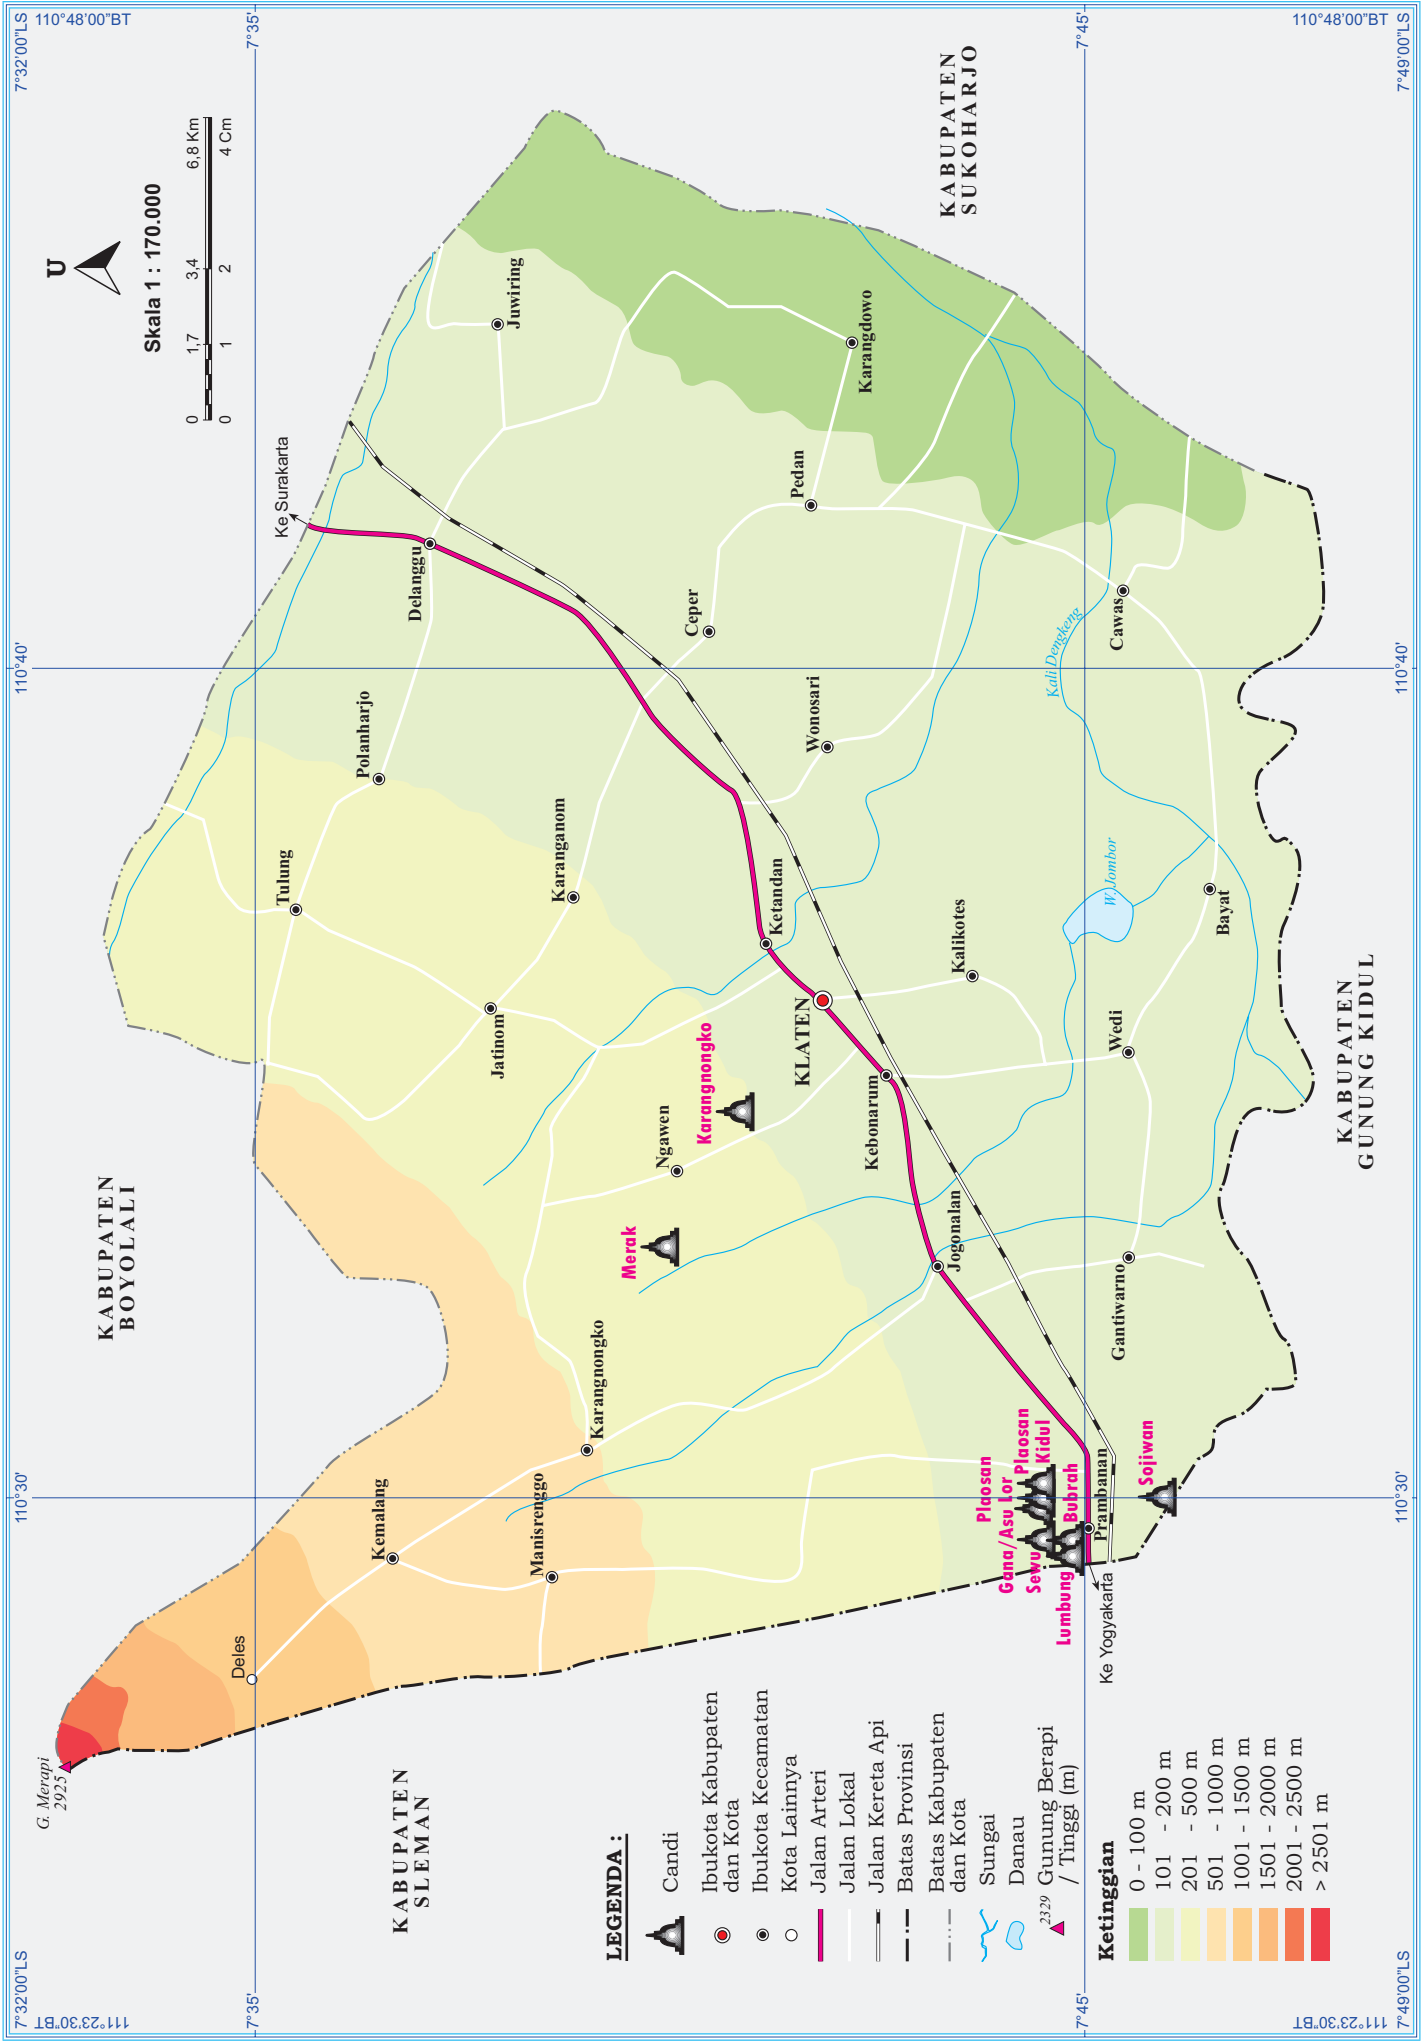 7°32'00"LS
110°48'00"BT
7°35'
7°45'
110°48'00"BT
7°49'00"LS
U
Skala 1 : 170.000
0
1,7
3,4
6,8 Km
0
1
2
4 Cm
KABUPATEN
SUKOHARJO
KABUPATEN
BOYOLALI
KABUPATEN
SLEMAN
KABUPATEN
GUNUNG KIDUL
Ke Surakarta
Ke Yogyakarta
110°40'
110°40'
110°30'
110°30'
G. Merapi
2925
Deles
Kemalang
Manisrenggo
Karangnongko
Merak
Karangnongko
Ngawen
Jatinom
Tulung
Polanharjo
Karanganom
Delanggu
Juwiring
Karangdowo
Pedan
Ceper
Wonosari
Cawas
Kali Dengkeng
Ketandan
KLATEN
Kalikotes
W. Jombor
Bayat
Wedi
Kebonarum
Jogonalan
Gantiwarno
Prambanan
Plaosan
Gana/Asu Lor
Plaosan
Kidul
Sewu
Bubrah
Lumbung
Sojiwan
LEGENDA :
Candi
Ibukota Kabupaten
dan Kota
Ibukota Kecamatan
Kota Lainnya
Jalan Arteri
Jalan Lokal
Jalan Kereta Api
Batas Provinsi
Batas Kabupaten
dan Kota
Sungai
Danau
2329
Gunung Berapi
/ Tinggi (m)
Ketinggian
0 - 100 m
101 - 200 m
201 - 500 m
501 - 1000 m
1001 - 1500 m
1501 - 2000 m
2001 - 2500 m
> 2501 m
7°32'00"LS
111°23'30"BT
7°35'
7°45'
111°23'30"BT
7°49'00"LS